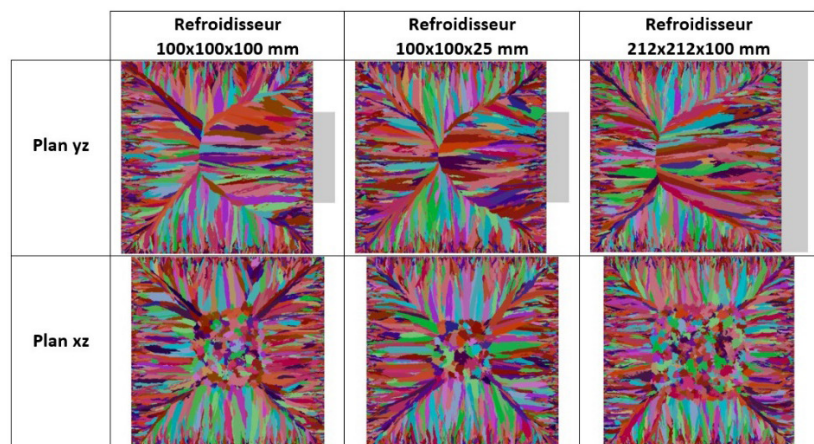 Refroidisseur
100x100x100 mm
Refroidisseur
100x100x25 mm
Refroidisseur
212x212x100 mm
Plan yz
Plan xz